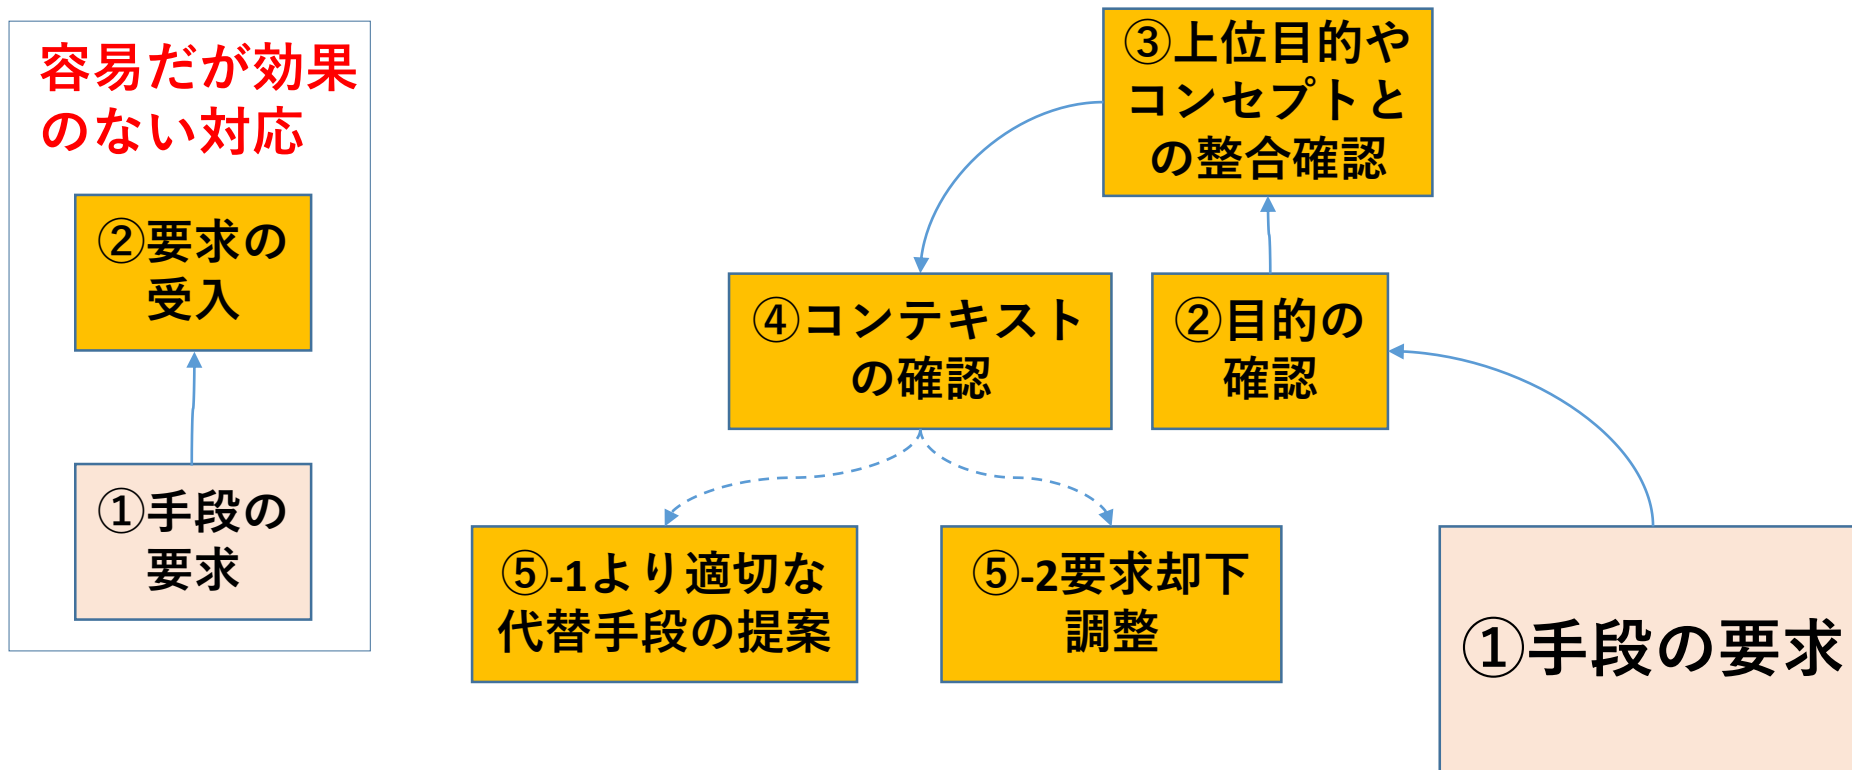 容易だが効果
のない対応
②要求の
受入
①手段の
要求
③上位目的や
コンセプトと
の整合確認
④コンテキスト
の確認
②目的の
確認
⑤-1より適切な
代替手段の提案
⑤-2要求却下
調整
①手段の要求